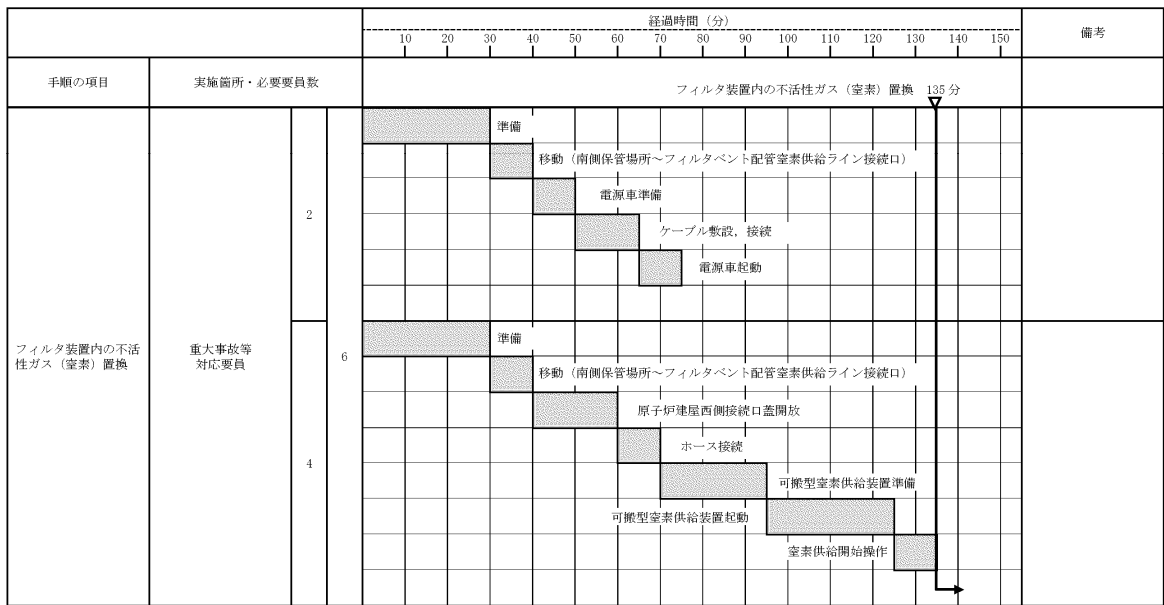 経過時間（分）
備考
10 20 30 40 50 60 70 80 90 100 110 120 130 140 150
手順の項目
実施箇所・必要要員数
フィルタ装置内の不活性ガス（窒素）置換 135分
フィルタ装置内の不活
性ガス（窒素）置換
重大事故等
対応要員
6
2
準備
移動（南側保管場所～フィルタベント配管窒素供給ライン接続口）
電源車準備
ケーブル敷設，接続
電源車起動
4
準備
移動（南側保管場所～フィルタベント配管窒素供給ライン接続口）
原子炉建屋西側接続口蓋開放
ホース接続
可搬型窒素供給装置準備
可搬型窒素供給装置起動
窒素供給開始操作